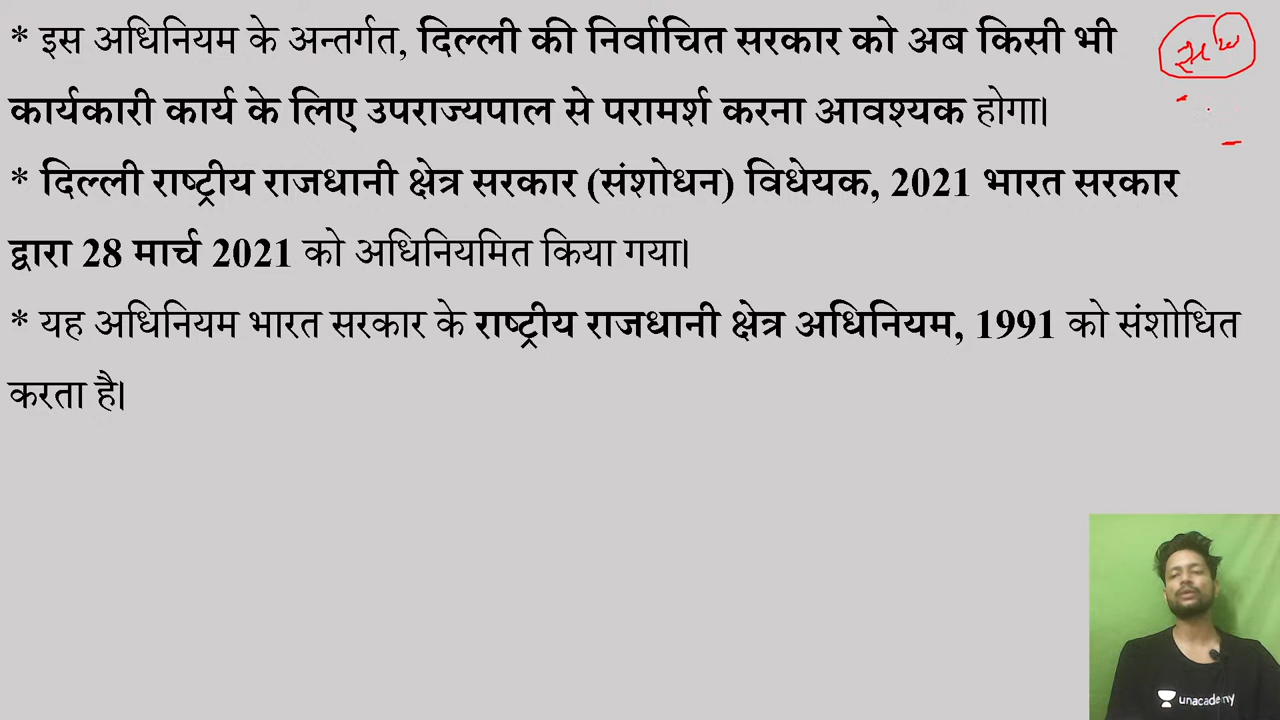 * इस अधिनियम के अन्तर्गत, दिल्ली की निर्वाचित सरकार को अब किसी भी
कार्यकारी कार्य के लिए उपराज्यपाल से परामर्श करना आवश्यक होगा।
* दिल्ली राष्ट्रीय राजधानी क्षेत्र सरकार (संशोधन) विधेयक, 2021 भारत सरकार
द्वारा 28 मार्च 2021 को अधिनियमित किया गया।
* यह अधिनियम भारत सरकार के राष्ट्रीय राजधानी क्षेत्र अधिनियम, 1991 को संशोधित
करता है।
unacademy